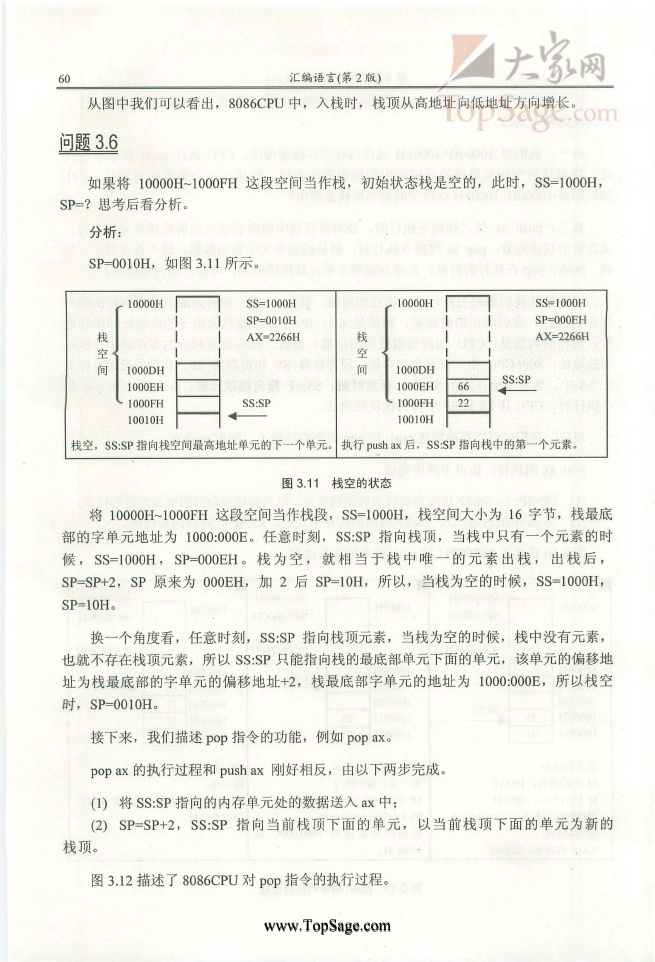 大家网
TopSage.com
60
汇编语言(第 2 版)
从图中我们可以看出，8086CPU 中，入栈时，栈顶从高地址向低地址方向增长。
问题 3.6
如果将 10000H~1000FH 这段空间当作栈，初始状态栈是空的，此时，SS=1000H，
SP=？思考后看分析。
分析：
SP=0010H，如图 3.11 所示。
10000H
SS=1000H
SP=0010H
AX=2266H
栈
空
间
1000DH
1000EH
1000FH
10010H
SS:SP
栈空，SS:SP 指向栈空间最高地址单元的下一个单元。
10000H
SS=1000H
SP=000EH
AX=2266H
栈
空
间
1000DH
1000EH 66
1000FH 22
10010H
SS:SP
执行 push ax 后，SS:SP 指向栈中的第一个元素。
图 3.11 栈空的状态
将 10000H~1000FH 这段空间当作栈段，SS=1000H，栈空间大小为 16 字节，栈最底
部的字单元地址为 1000:000E。任意时刻，SS:SP 指向栈顶，当栈中只有一个元素的时
候，SS=1000H，SP=000EH。栈为空，就相当于栈中唯一的元素出栈，出栈后，
SP=SP+2，SP 原来为 000EH，加 2 后 SP=10H，所以，当栈为空的时候，SS=1000H，
SP=10H。
换一个角度看，任意时刻，SS:SP 指向栈顶元素，当栈为空的时候，栈中没有元素，
也就不存在栈顶元素，所以 SS:SP 只能指向栈的最底部单元下面的单元，该单元的偏移地
址为栈最底部的字单元的偏移地址+2，栈最底部字单元的地址为 1000:000E，所以栈空
时，SP=0010H。
接下来，我们描述 pop 指令的功能，例如 pop ax。
pop ax 的执行过程和 push ax 刚好相反，由以下两步完成。
(1) 将 SS:SP 指向的内存单元处的数据送入 ax 中；
(2) SP=SP+2，SS:SP 指向当前栈顶下面的单元，以当前栈顶下面的单元为新的
栈顶。
图 3.12 描述了 8086CPU 对 pop 指令的执行过程。
www.TopSage.com